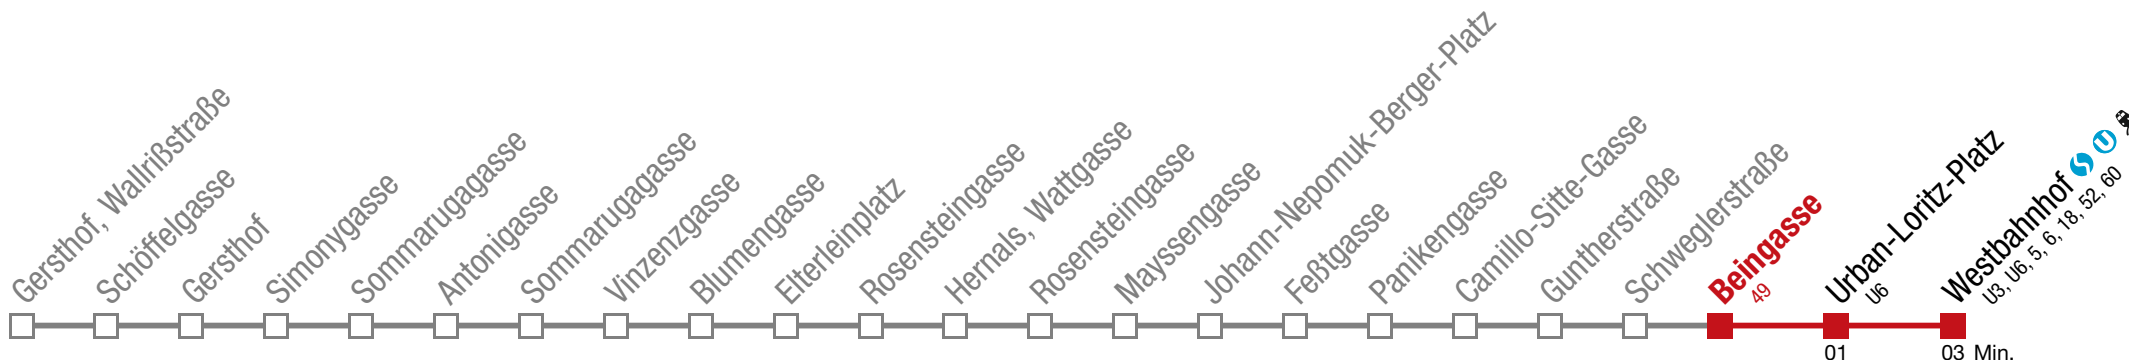 Gersthof, Wallrißstraße
Schöffelgasse
Gersthof
Simonygasse
Sommarugagasse
Antonigasse
Sommarugagasse
Vinzenzgasse
Blumengasse
Elterleinplatz
Rosensteingasse
Hernals, Wattgasse
Rosensteingasse
Mayssengasse
Johann-Nepomuk-Berger-Platz
Feßtgasse
Panikengasse
Camillo-Sitte-Gasse
Guntherstraße
Schweglerstraße
Beingasse
49
Urban-Loritz-Platz
U6
Westbahnhof S U
U3, U6, 5, 6, 18, 52, 60
01
03 Min.